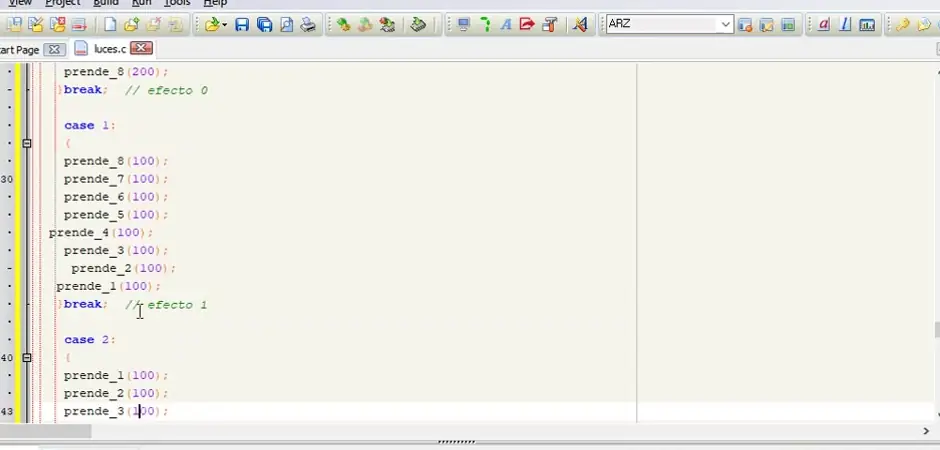 View Project Build Run Tools Help
ARZ
art Page luces.c
prende_8(200);
}break; // efecto 0
case 1:
{
prende_8(100);
30 prende_7(100);
prende_6(100);
prende_5(100);
prende_4(100);
prende_3(100);
prende_2(100);
prende_1(100);
}break; // efecto 1
case 2:
40 {
prende_1(100);
prende_2(100);
43 prende_3(100);